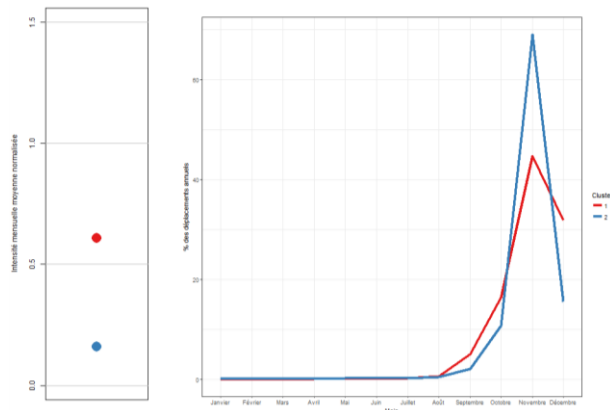 Intensité mensuelle moyenne normalisée
1.5
1.0
0.5
0.0
% des déplacements annuels
60
40
20
0
Janvier Février Mars Avril Mai Juin Juillet Août Septembre Octobre Novembre Décembre
Cluster
1
2